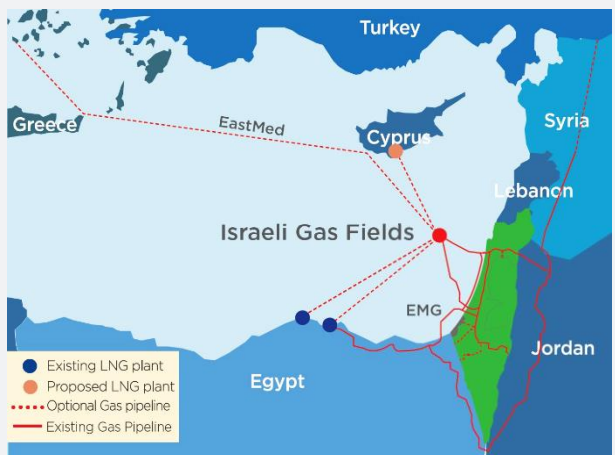 Turkey
Greece
EastMed
Cyprus
Syria
Lebanon
Israeli Gas Fields
EMG
Jordan
Egypt
Existing LNG plant
Proposed LNG plant
Optional Gas pipeline
Existing Gas Pipeline